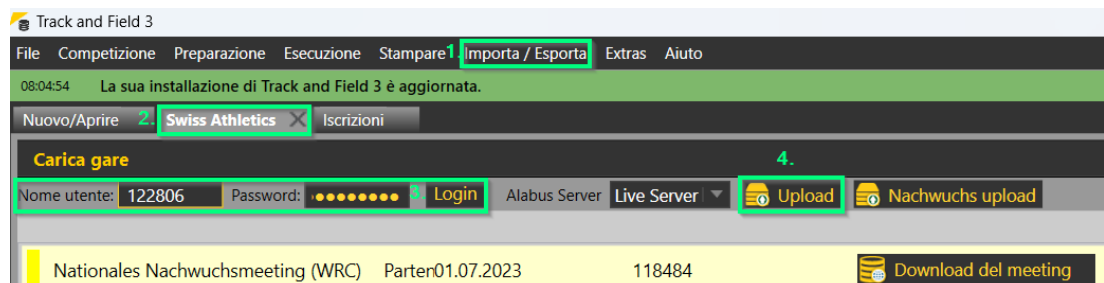 Track and Field 3
File Competizione Preparazione Esecuzione Stampare 1. Importa / Esporta Extras Aiuto
08:04:54 La sua installazione di Track and Field 3 è aggiornata.
Nuovo/Aprire 2. Swiss Athletics Iscrizioni
Carica gare 4.
Nome utente: 122806 Password: ●●●●●●●●● 3. Login Alabus Server Live Server Upload Nachwuchs upload
Nationales Nachwuchsmeeting (WRC) Parten01.07.2023 118484 Download del meeting